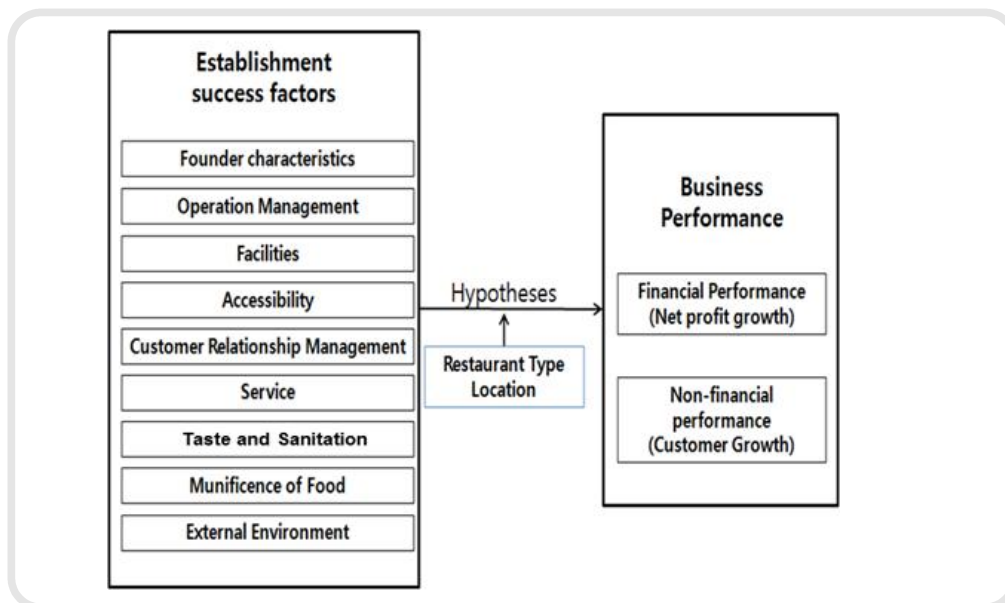 Establishment
success factors
Founder characteristics
Operation Management
Facilities
Accessibility
Customer Relationship Management
Service
Taste and Sanitation
Munificence of Food
External Environment
Hypotheses
Restaurant Type
Location
Business
Performance
Financial Performance
(Net profit growth)
Non-financial
performance
(Customer Growth)